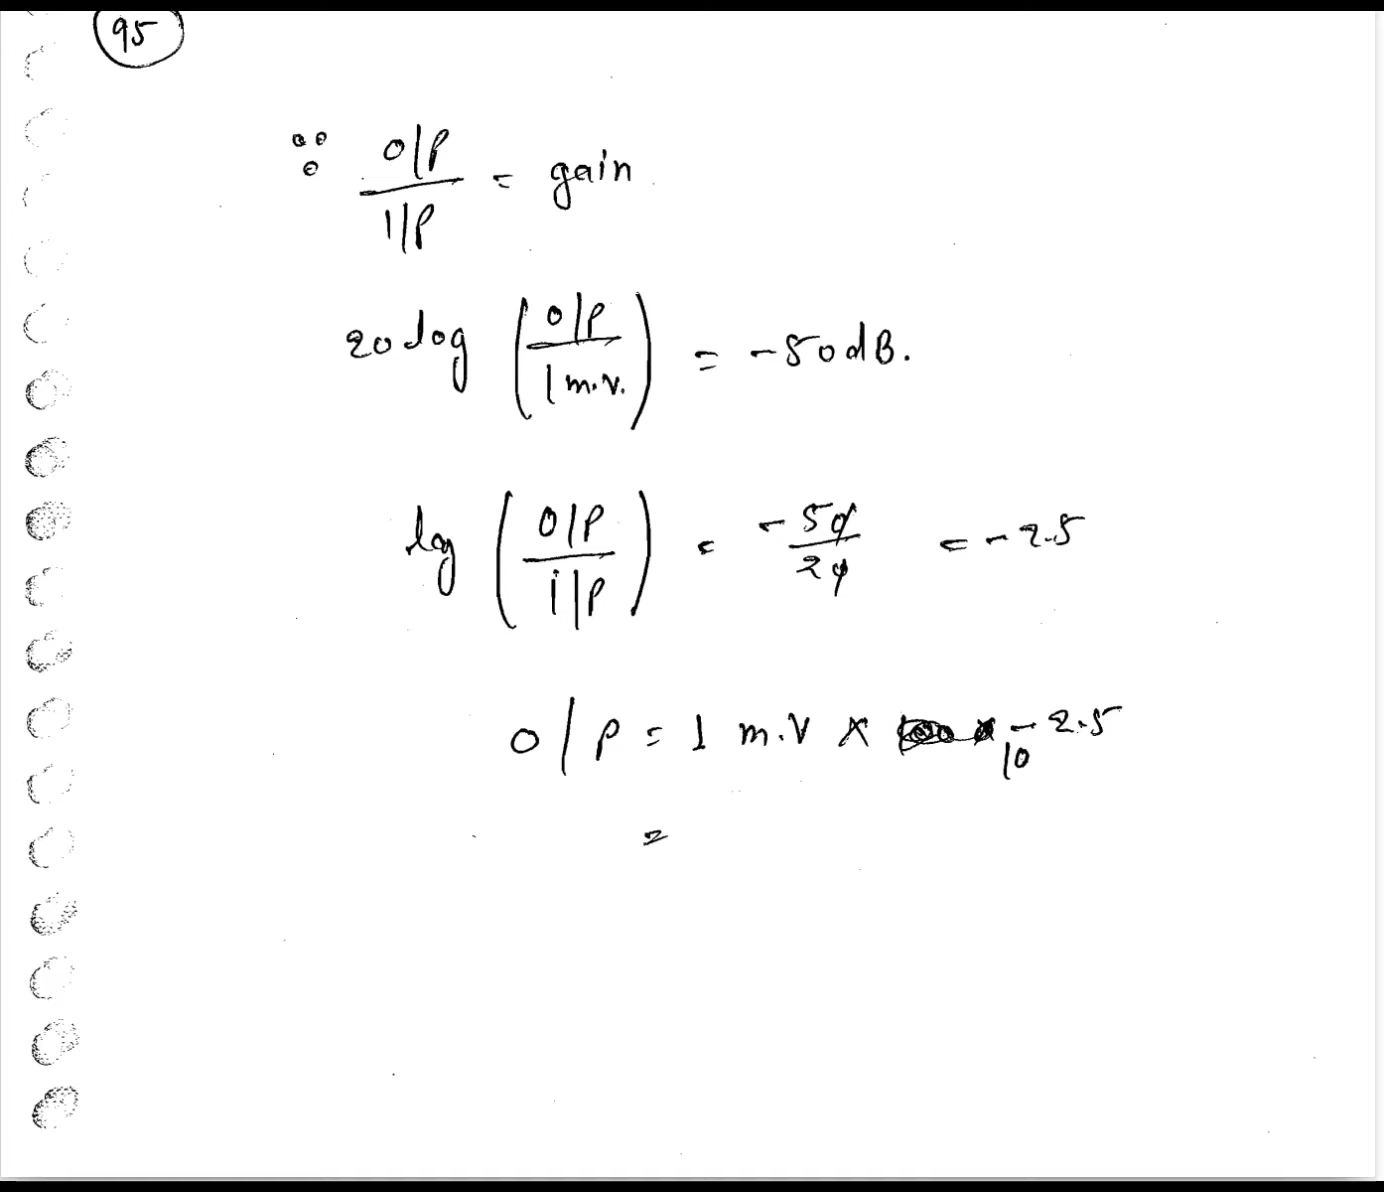 95
∵ O/P / I/P = gain
20 log (O/P / 1 m.v.) = -50 dB.
log (O/P / i/P) = -50/20 = -2.5
O/P = 1 m.V × 10^-2.5
=